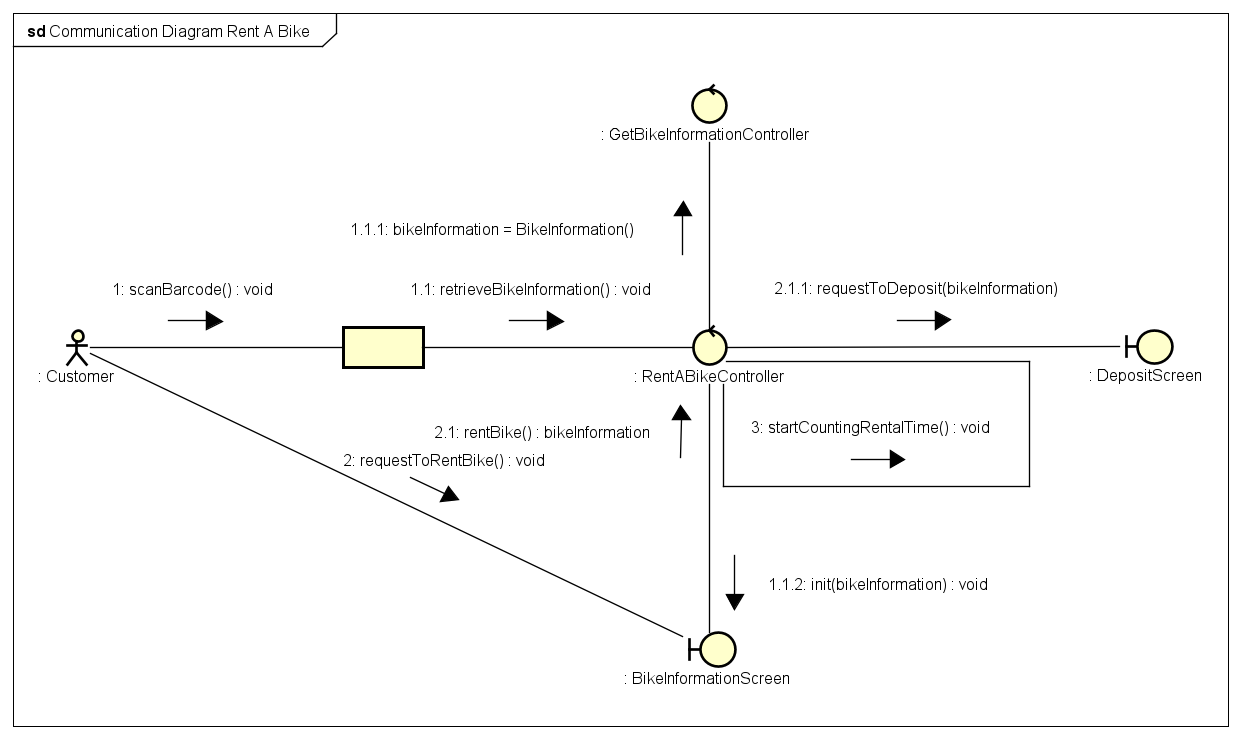 sd Communication Diagram Rent A Bike
: GetBikeInformationController
1.1.1: bikeInformation = BikeInformation()
1: scanBarcode() : void
1.1: retrieveBikeInformation() : void
2.1.1: requestToDeposit(bikeInformation)
: Customer
: RentABikeController
: DepositScreen
2.1: rentBike() : bikeInformation
3: startCountingRentalTime() : void
2: requestToRentBike() : void
1.1.2: init(bikeInformation) : void
: BikeInformationScreen